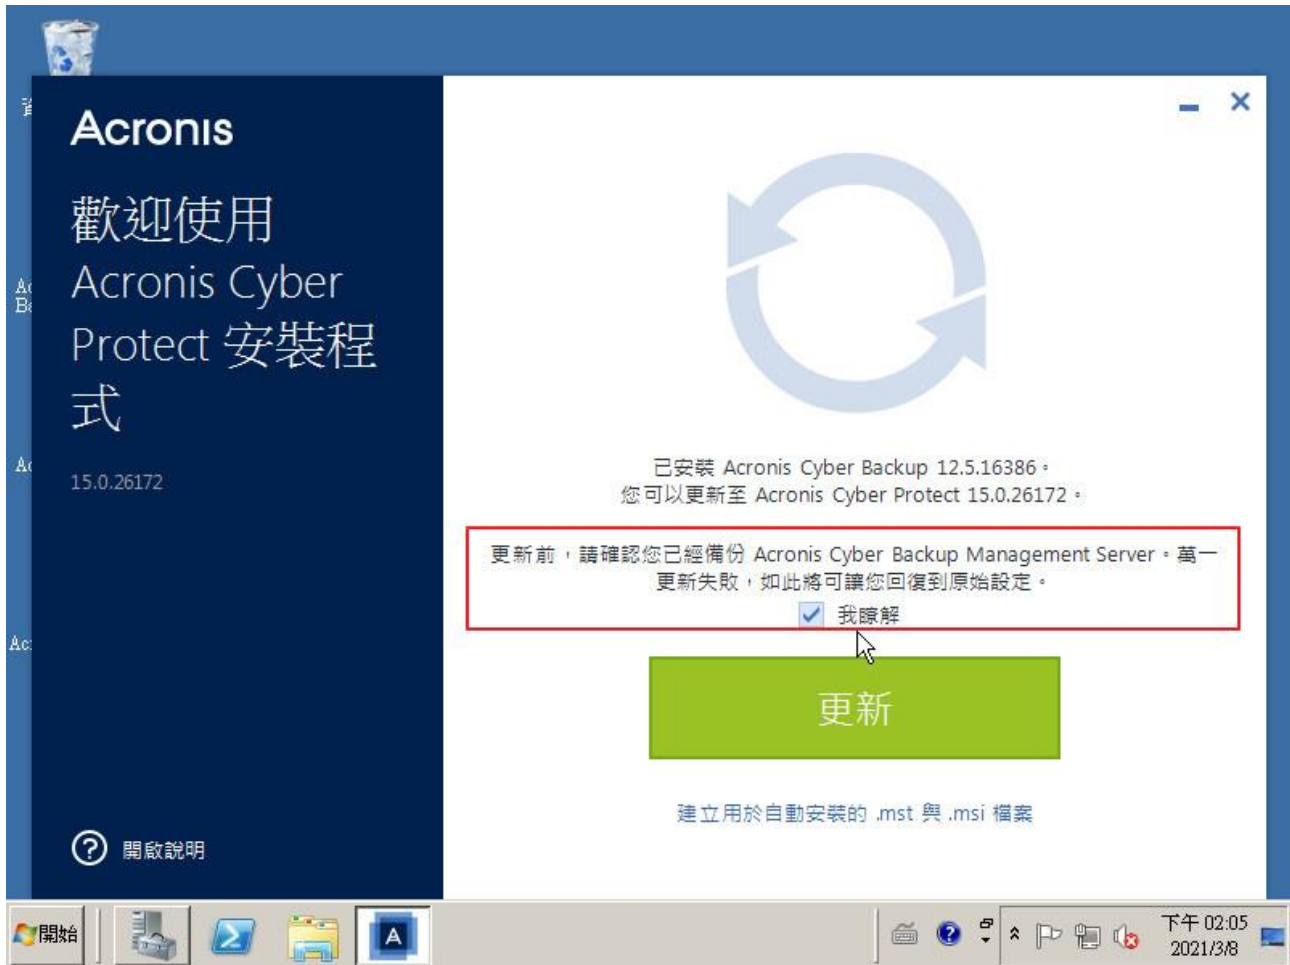 Acronis
歡迎使用
Acronis Cyber
Protect 安裝程
式
15.0.26172
已安裝 Acronis Cyber Backup 12.5.16386。
您可以更新至 Acronis Cyber Protect 15.0.26172。
更新前，請確認您已經備份 Acronis Cyber Backup Management Server。萬一
更新失敗，如此將可讓您回復到原始設定。
我瞭解
更新
建立用於自動安裝的 .mst 與 .msi 檔案
開啟說明
開始
A
下午 02:05
2021/3/8